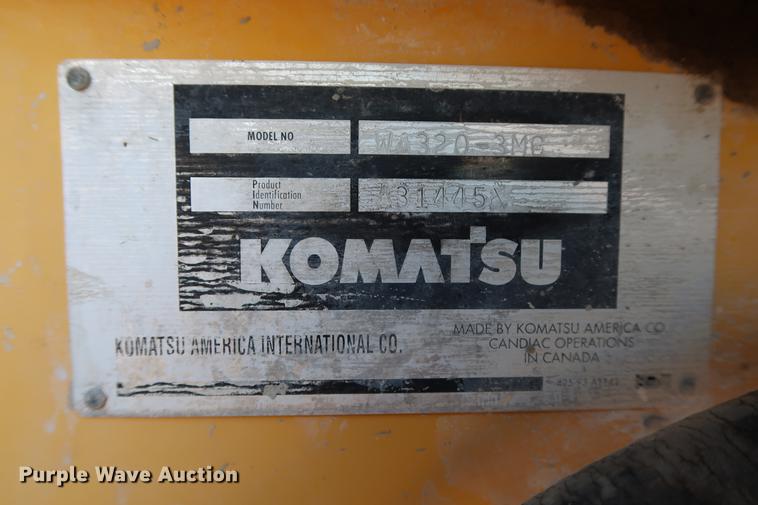 MODEL NO WA320-3MC
Product
Identification
Number
*31445*
KOMATSU
KOMATSU AMERICA INTERNATIONAL CO.
MADE BY KOMATSU AMERICA CO.
CANDIAC OPERATIONS
IN CANADA
Purple Wave Auction